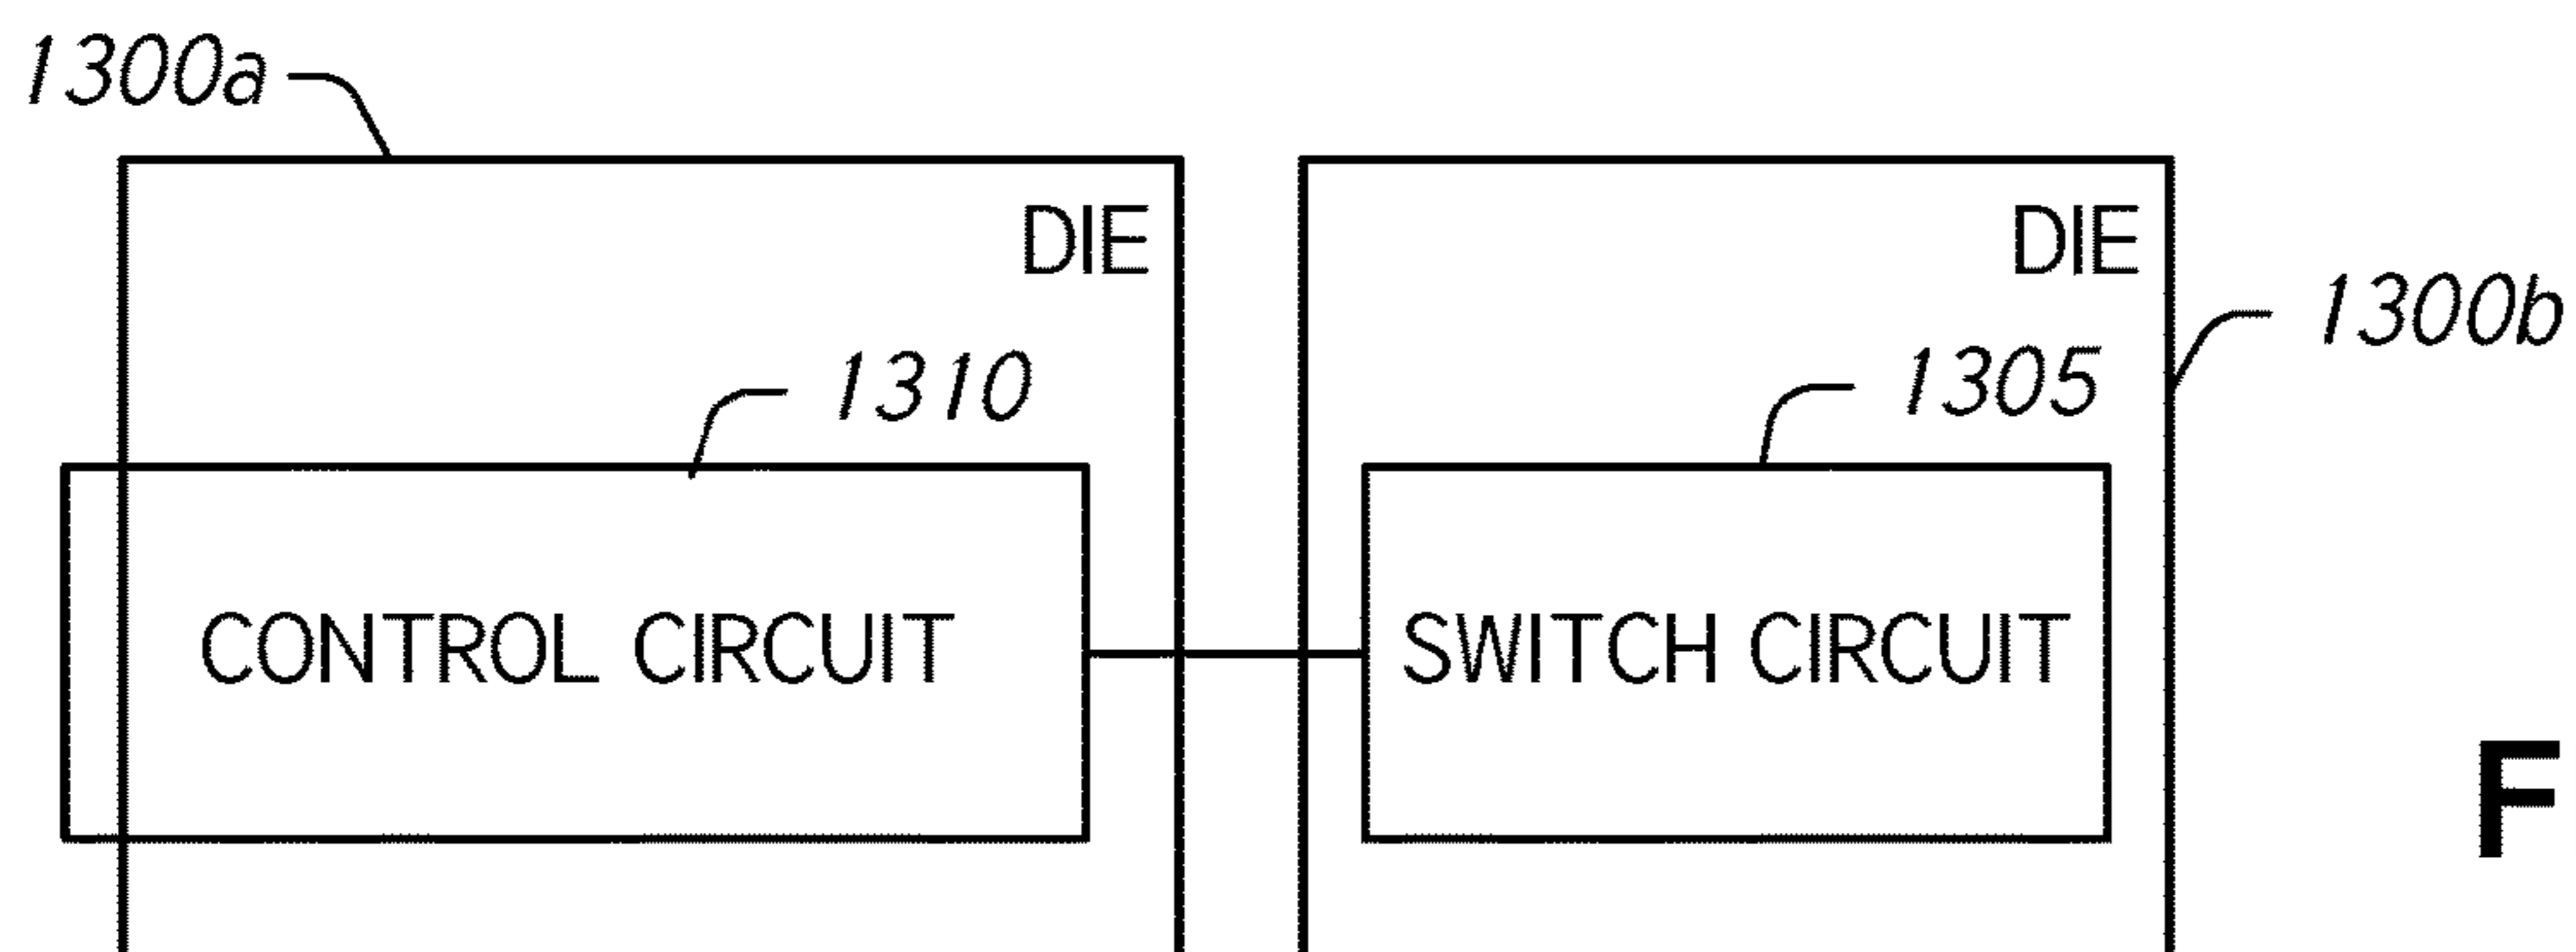 1300a
DIE
DIE
1300b
1310
1305
CONTROL CIRCUIT
SWITCH CIRCUIT
F